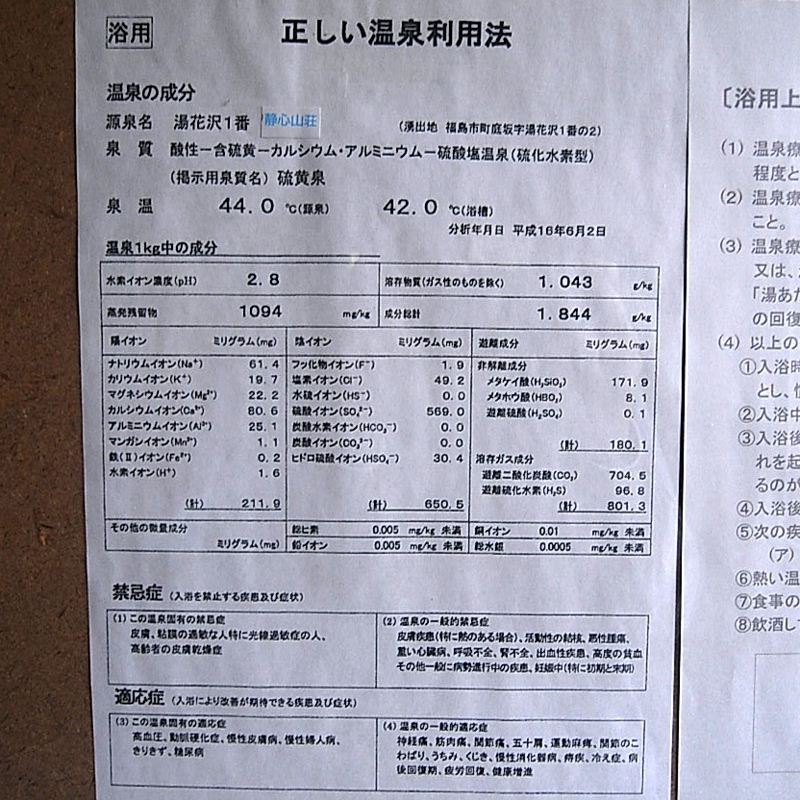 浴用 正しい温泉利用法
温泉の成分
源泉名 湯花沢1番 静心山荘 (湧出地 福島市町庭坂字湯花沢1番の2)
泉 質 酸性-含硫黄-カルシウム・アルミニウム-硫酸塩温泉(硫化水素型)
(掲示用泉質名) 硫黄泉
泉 温 44.0 ℃(源泉) 42.0 ℃(浴槽)
分析年月日 平成16年6月2日
温泉1kg中の成分
水素イオン濃度(pH) 2.8 溶存物質(ガス性のものを除く) 1.043 g/kg
蒸発残留物 1094 mg/kg 成分総計 1.844 g/kg
陽イオン ミリグラム(mg) 陰イオン ミリグラム(mg) 遊離成分 ミリグラム(mg)
ナトリウムイオン(Na⁺) 61.4 フッ化物イオン(F⁻) 1.9 非解離成分
カリウムイオン(K⁺) 19.7 塩素イオン(Cl⁻) 49.2 メタケイ酸(H₂SiO₃) 171.9
マグネシウムイオン(Mg²⁺) 22.2 水硫イオン(HS⁻) 0.0 メタホウ酸(HBO₂) 8.1
カルシウムイオン(Ca²⁺) 80.6 硫酸イオン(SO₄²⁻) 569.0 遊離硫酸(H₂SO₄) 0.1
アルミニウムイオン(Al³⁺) 25.1 炭酸水素イオン(HCO₃⁻) 0.0
マンガンイオン(Mn²⁺) 1.1 炭酸イオン(CO₃²⁻) 0.0 (計) 180.1
鉄(Ⅱ)イオン(Fe²⁺) 0.2 ヒドロ硫酸イオン(HSO₄⁻) 30.4 溶存ガス成分
水素イオン(H⁺) 1.6 遊離二酸化炭酸(CO₂) 704.5
遊離硫化水素(H₂S) 96.8
(計) 211.9 (計) 650.5 (計) 801.3
その他の微量成分 総ヒ素 0.005 mg/kg 未満 銅イオン 0.01 mg/kg 未満
ミリグラム(mg) 鉛イオン 0.005 mg/kg 未満 総水銀 0.0005 mg/kg 未満
禁忌症 (入浴を禁止する疾患及び症状)
(1) この温泉固有の禁忌症
皮膚、粘膜の過敏な人特に光線過敏症の人、
高齢者の皮膚乾燥症
(2) 温泉の一般的禁忌症
皮膚疾患(特に熱のある場合)、活動性の結核、悪性腫瘍、
重い心臓病、呼吸不全、腎不全、出血性疾患、高度の貧血
その他一般に病勢進行中の疾患、妊娠中(特に初期と末期)
適応症 (入浴により改善が期待できる疾患及び症状)
(3) この温泉固有の適応症
高血圧、動脈硬化症、慢性皮膚病、慢性婦人病、
きりきず、糖尿病
(4) 温泉の一般的適応症
神経痛、筋肉痛、関節痛、五十肩、運動麻痺、関節のこ
わばり、うちみ、くじき、慢性消化器病、痔疾、冷え症、病
後回復期、疲労回復、健康増進
〔浴用上
(1) 温泉療
程度と
(2) 温泉療
こと。
(3) 温泉療
又は、
「湯あた
の回復
(4) 以上の
①入浴時
とし、
②入浴中
③入浴後
れを起
るのが
④入浴後
⑤次の疾
(ア)
⑥熱い温
⑦食事の
⑧飲酒して